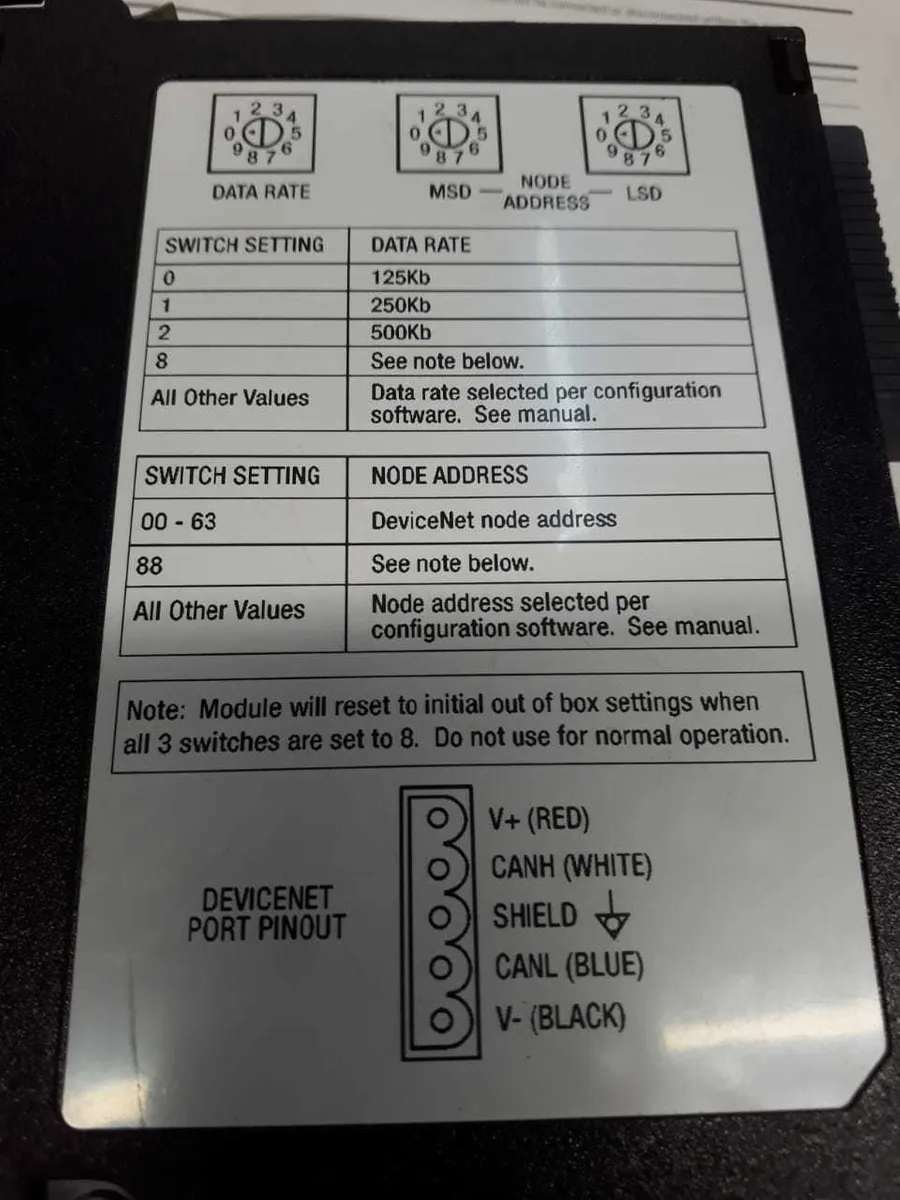 1 2 3 4
0 5
9 8 7 6
1 2 3 4
0 5
9 8 7 6
1 2 3 4
0 5
9 8 7 6
DATA RATE
MSD — NODE ADDRESS — LSD
SWITCH SETTING DATA RATE
0 125Kb
1 250Kb
2 500Kb
8 See note below.
All Other Values Data rate selected per configuration
software. See manual.
SWITCH SETTING NODE ADDRESS
00 - 63 DeviceNet node address
88 See note below.
All Other Values Node address selected per
configuration software. See manual.
Note: Module will reset to initial out of box settings when
all 3 switches are set to 8. Do not use for normal operation.
DEVICENET
PORT PINOUT
V+ (RED)
CANH (WHITE)
SHIELD
CANL (BLUE)
V- (BLACK)